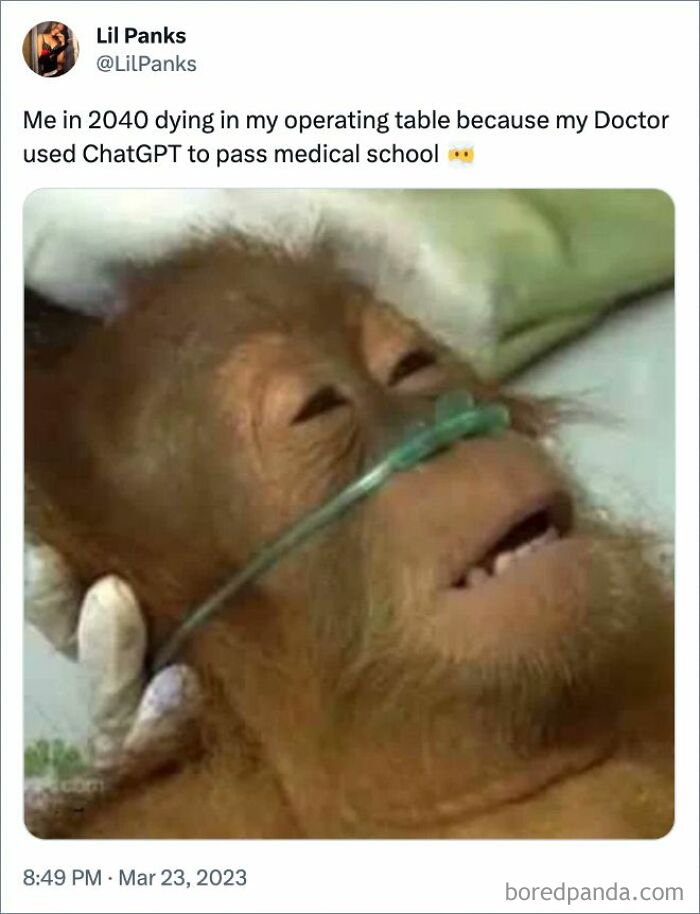 Lil Panks
@LilPanks
Me in 2040 dying in my operating table because my Doctor
used ChatGPT to pass medical school 🫥
8:49 PM · Mar 23, 2023
boredpanda.com